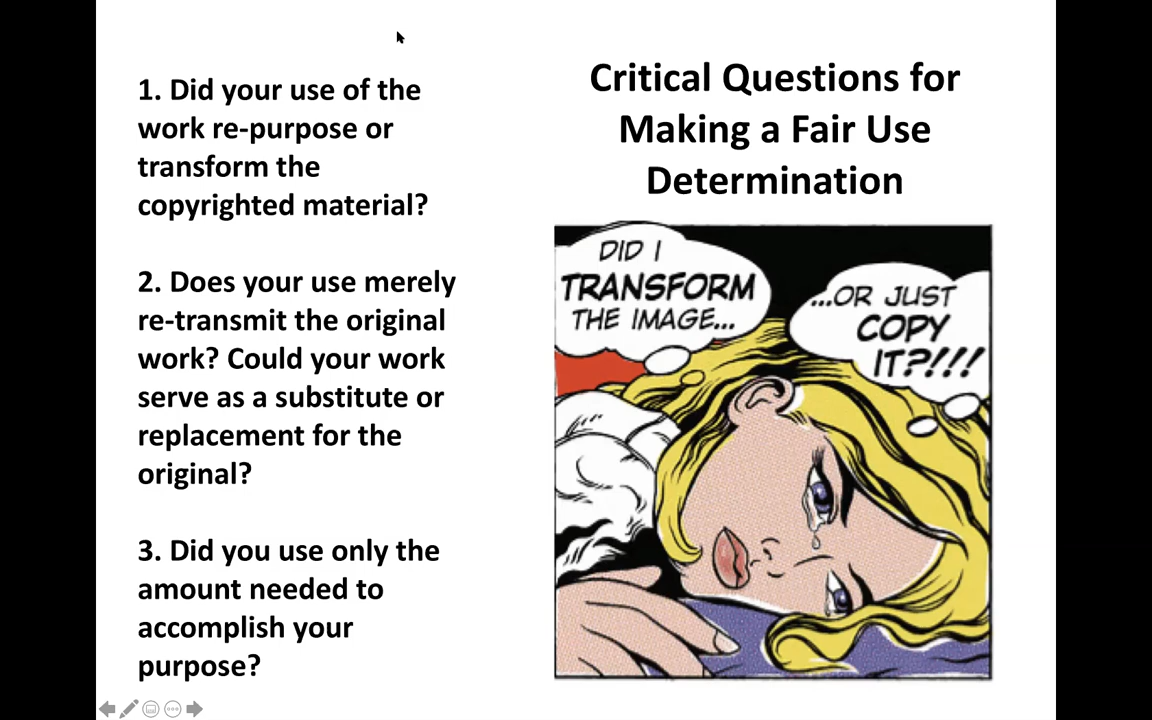 1. Did your use of the
work re-purpose or
transform the
copyrighted material?
2. Does your use merely
re-transmit the original
work? Could your work
serve as a substitute or
replacement for the
original?
3. Did you use only the
amount needed to
accomplish your
purpose?
Critical Questions for
Making a Fair Use
Determination
DID I
TRANSFORM
THE IMAGE...
...OR JUST
COPY
IT?!!!